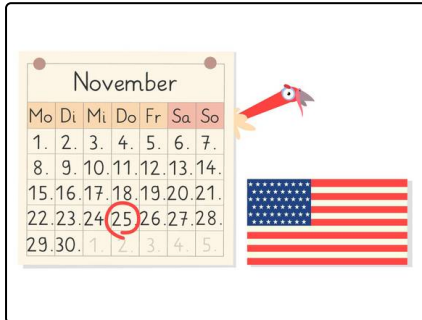 November
Mo Di Mi Do Fr Sa So
1. 2. 3. 4. 5. 6. 7.
8. 9. 10. 11. 12. 13. 14.
15. 16. 17. 18. 19. 20. 21.
22. 23. 24 25. 26. 27. 28.
29. 30. 1. 2. 3. 4. 5.